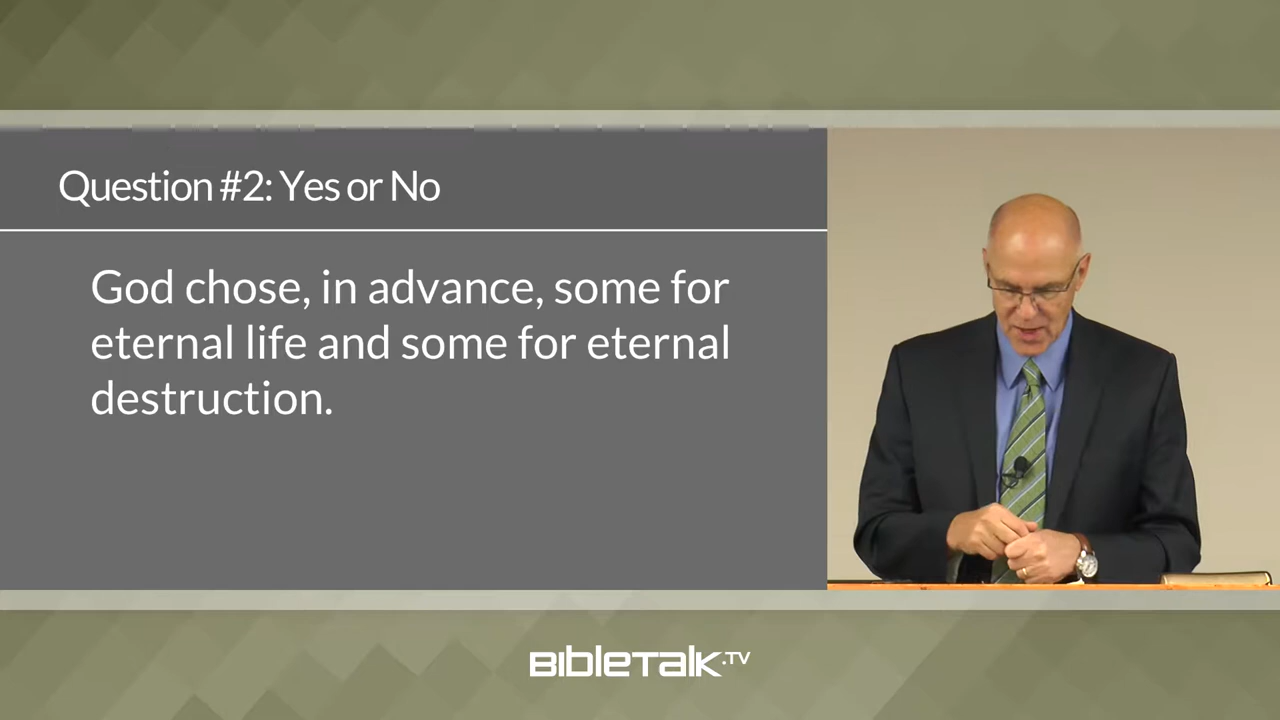 Question #2: Yes or No
God chose, in advance, some for
eternal life and some for eternal
destruction.
BibleTalk.TV